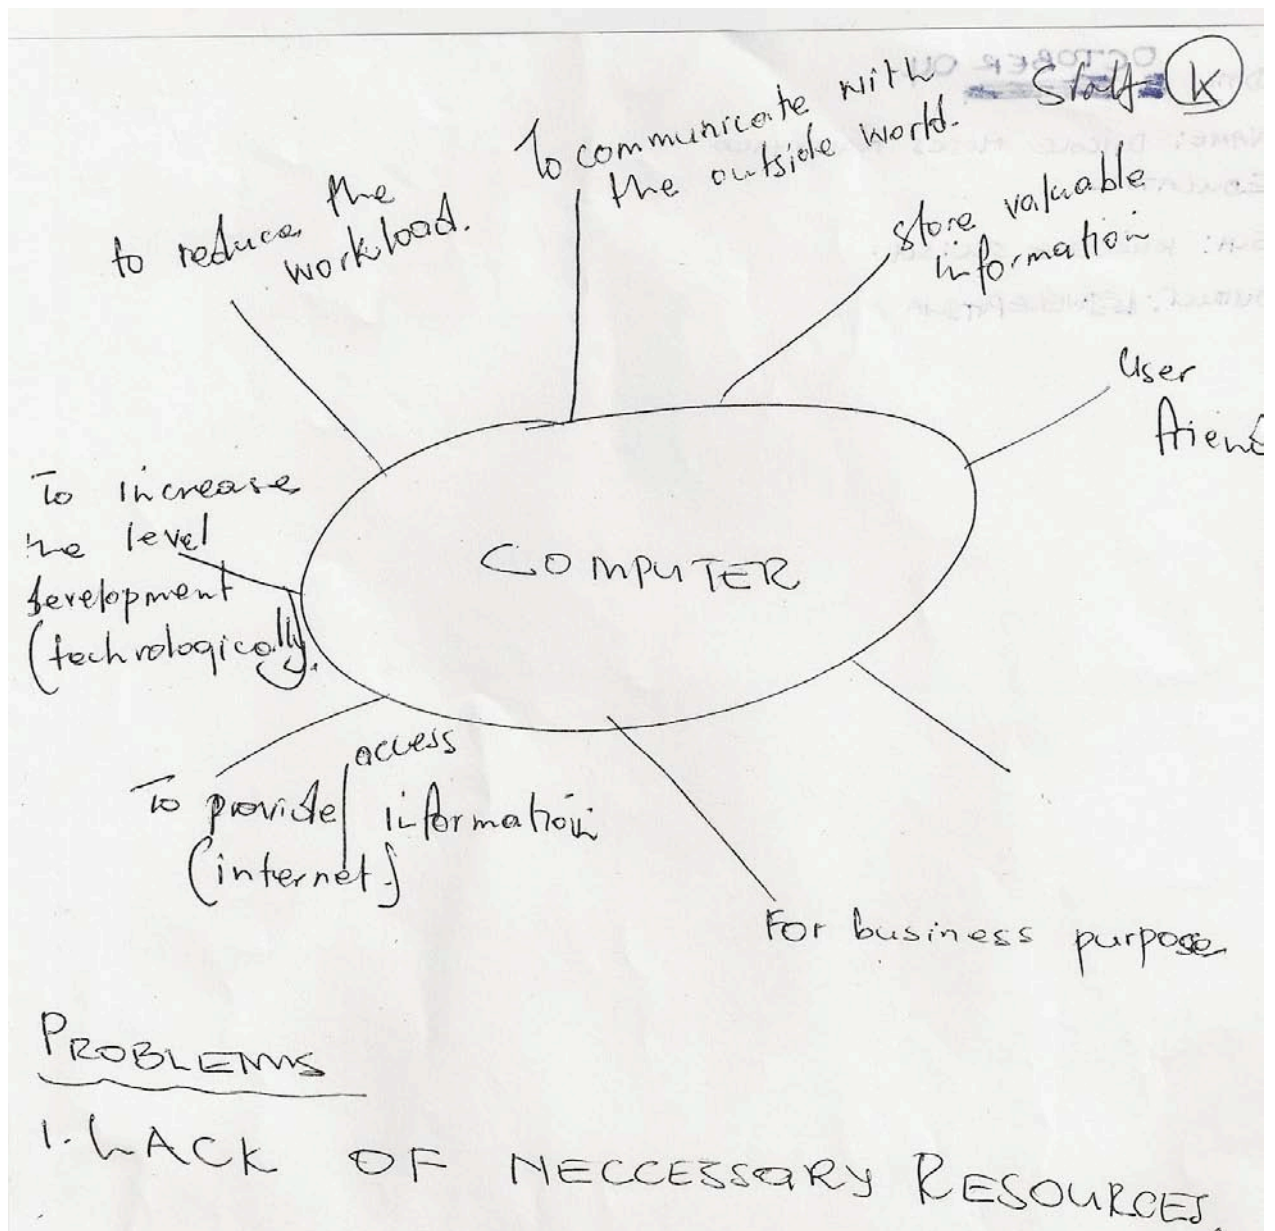 Staff K
To communicate with
the outside world.
to reduce the
workload.
store valuable
information
User
friend
To increase
the level
development
(technologically).
COMPUTER
access
To provide / information
(internet)
For business purpose
PROBLEMS
1. LACK OF NECCESSARY RESOURCES.